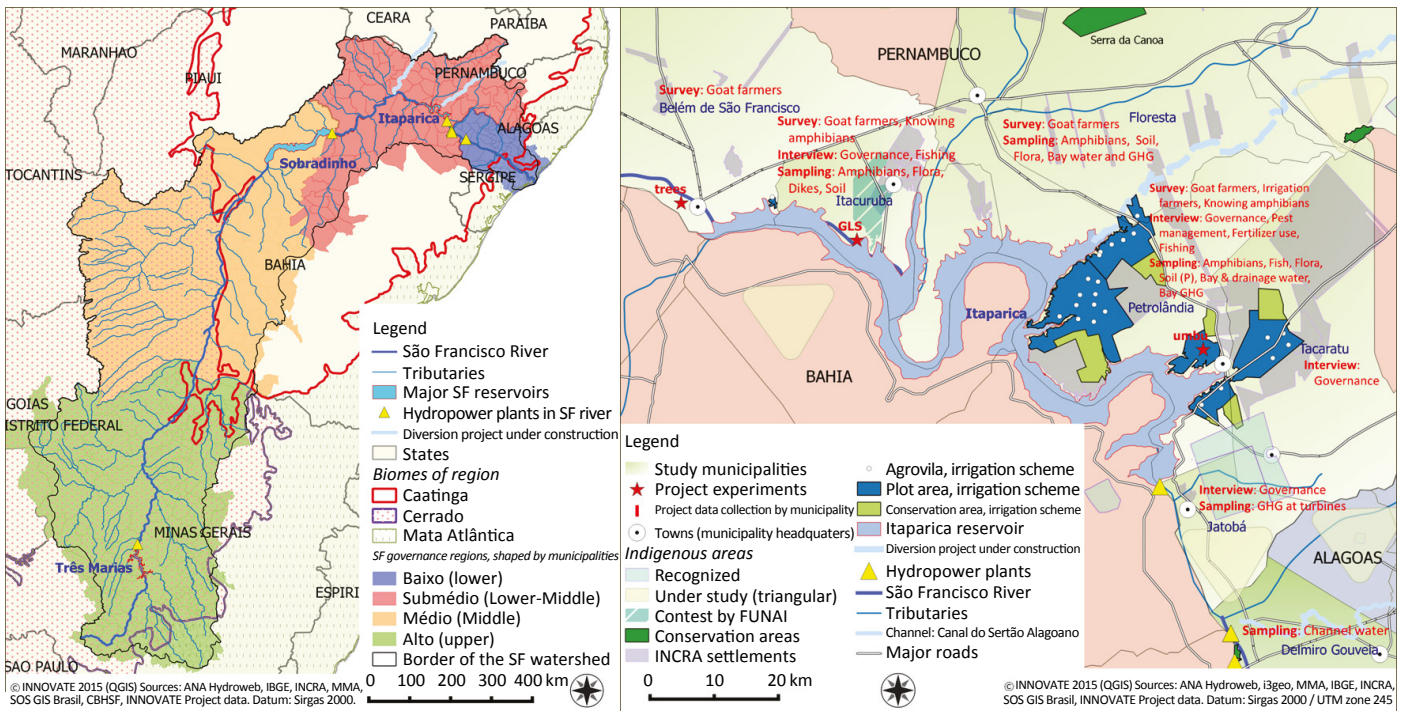 CEARA
PARAIBA
MARANHAO
PIAUI
PERNAMBUCO
Itaparica
ALAGOAS
Sobradinho
SERGIPE
TOCANTINS
BAHIA
GOIAS
ISTRITO FEDERAL
MINAS GERAIS
Três Marias
ESPIRI
SAO PAULO
Legend
São Francisco River
Tributaries
Major SF reservoirs
Hydropower plants in SF river
Diversion project under construction
States
Biomes of region
Caatinga
Cerrado
Mata Atlântica
SF governance regions, shaped by municipalities
Baixo (lower)
Submédio (Lower-Middle)
Médio (Middle)
Alto (upper)
Border of the SF watershed
0 100 200 300 400 km
© INNOVATE 2015 (QGIS) Sources: ANA Hydroweb, IBGE, INCRA, MMA,
SOS GIS Brasil, CBHSF, INNOVATE Project data. Datum: Sirgas 2000.
Serra da Canoa
PERNAMBUCO
Survey: Goat farmers
Belém de São Francisco
Survey: Goat farmers, Knowing
amphibians
Interview: Governance, Fishing
Sampling: Amphibians, Flora,
Dikes, Soil
Itacuruba
Floresta
Survey: Goat farmers
Sampling: Amphibians, Soil,
Flora, Bay water and GHG
trees
GLS
Survey: Goat farmers, Irrigation
farmers, Knowing amphibians
Interview: Governance, Pest
management, Fertilizer use,
Fishing
Sampling: Amphibians, Fish, Flora,
Soil (P), Bay & drainage water,
Bay GHG
Petrolândia
Itaparica
umbu
Tacaratu
Interview:
Governance
BAHIA
Interview: Governance
Sampling: GHG at turbines
Jatobá
ALAGOAS
Sampling: Channel water
Delmiro Gouveia
Legend
Study municipalities
Project experiments
Project data collection by municipality
Towns (municipality headquaters)
Indigenous areas
Recognized
Under study (triangular)
Contest by FUNAI
Conservation areas
INCRA settlements
Agrovila, irrigation scheme
Plot area, irrigation scheme
Conservation area, irrigation scheme
Itaparica reservoir
Diversion project under construction
Hydropower plants
São Francisco River
Tributaries
Channel: Canal do Sertão Alagoano
Major roads
0 10 20 km
© INNOVATE 2015 (QGIS) Sources: ANA Hydroweb, i3geo, MMA, IBGE, INCRA,
SOS GIS Brasil, INNOVATE Project data. Datum: Sirgas 2000 / UTM zone 245